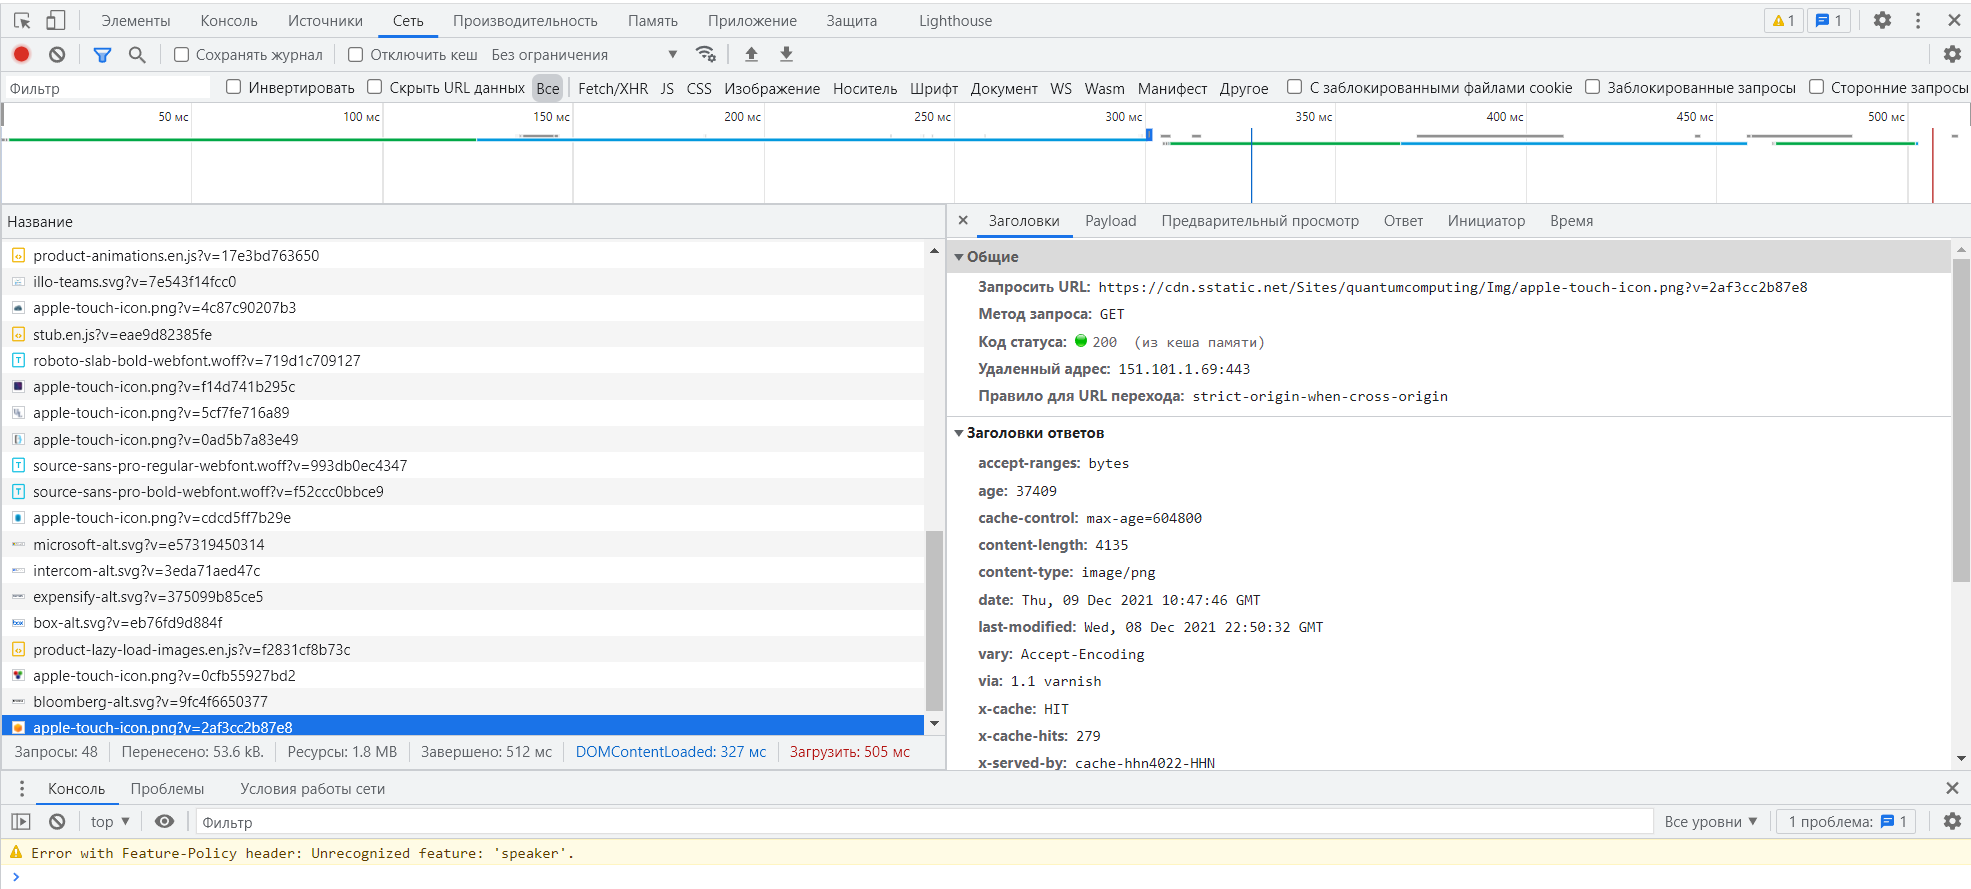 Элементы Консоль Источники Сеть Производительность Память Приложение Защита Lighthouse 1 1
Сохранять журнал Отключить кеш Без ограничения
Фильтр Инвертировать Скрыть URL данных Все Fetch/XHR JS CSS Изображение Носитель Шрифт Документ WS Wasm Манифест Другое С заблокированными файлами cookie Заблокированные запросы Сторонние запросы
50 мс 100 мс 150 мс 200 мс 250 мс 300 мс 350 мс 400 мс 450 мс 500 мс
Название
product-animations.en.js?v=17e3bd763650
illo-teams.svg?v=7e543f14fcc0
apple-touch-icon.png?v=4c87c90207b3
stub.en.js?v=eae9d82385fe
roboto-slab-bold-webfont.woff?v=719d1c709127
apple-touch-icon.png?v=f14d741b295c
apple-touch-icon.png?v=5cf7fe716a89
apple-touch-icon.png?v=0ad5b7a83e49
source-sans-pro-regular-webfont.woff?v=993db0ec4347
source-sans-pro-bold-webfont.woff?v=f52ccc0bbce9
apple-touch-icon.png?v=cdcd5ff7b29e
microsoft-alt.svg?v=e57319450314
intercom-alt.svg?v=3eda71aed47c
expensify-alt.svg?v=375099b85ce5
box-alt.svg?v=eb76fd9d884f
product-lazy-load-images.en.js?v=f2831cf8b73c
apple-touch-icon.png?v=0cfb55927bd2
bloomberg-alt.svg?v=9fc4f6650377
apple-touch-icon.png?v=2af3cc2b87e8
Запросы: 48 Перенесено: 53.6 kB. Ресурсы: 1.8 MB Завершено: 512 мс DOMContentLoaded: 327 мс Загрузить: 505 мс
Заголовки Payload Предварительный просмотр Ответ Инициатор Время
Общие
Запросить URL: https://cdn.sstatic.net/Sites/quantumcomputing/Img/apple-touch-icon.png?v=2af3cc2b87e8
Метод запроса: GET
Код статуса: 200 (из кеша памяти)
Удаленный адрес: 151.101.1.69:443
Правило для URL перехода: strict-origin-when-cross-origin
Заголовки ответов
accept-ranges: bytes
age: 37409
cache-control: max-age=604800
content-length: 4135
content-type: image/png
date: Thu, 09 Dec 2021 10:47:46 GMT
last-modified: Wed, 08 Dec 2021 22:50:32 GMT
vary: Accept-Encoding
via: 1.1 varnish
x-cache: HIT
x-cache-hits: 279
x-served-by: cache-hhn4022-HHN
Консоль Проблемы Условия работы сети
top Фильтр Все уровни 1 проблема: 1
Error with Feature-Policy header: Unrecognized feature: 'speaker'.